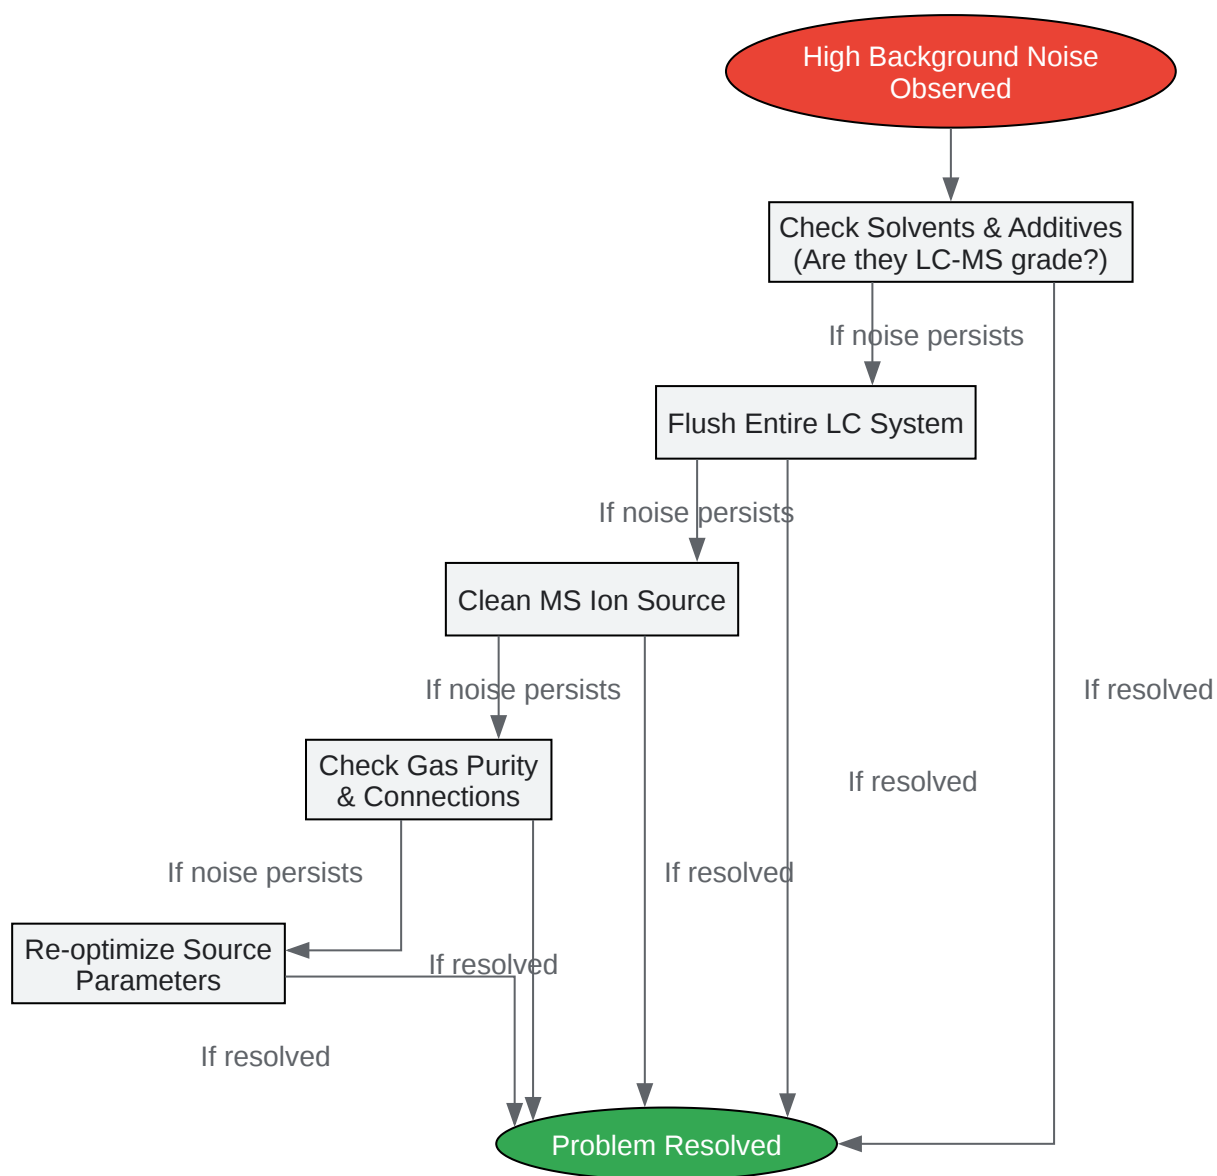 High Background Noise
Observed
Check Solvents & Additives
(Are they LC-MS grade?)
If noise persists
Flush Entire LC System
If noise persists
Clean MS Ion Source
If noise persists
If resolved
Check Gas Purity
& Connections
If resolved
If noise persists
If resolved
Re-optimize Source
Parameters
If resolved
If resolved
Problem Resolved